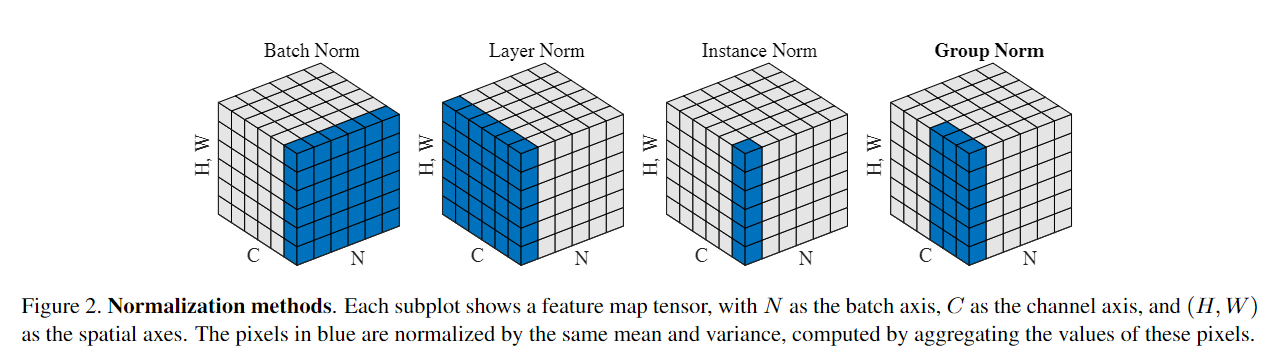 Batch Norm
Layer Norm
Instance Norm
Group Norm
H, W
C
N
H, W
C
N
H, W
C
N
H, W
C
N
Figure 2. Normalization methods. Each subplot shows a feature map tensor, with N as the batch axis, C as the channel axis, and (H, W)
as the spatial axes. The pixels in blue are normalized by the same mean and variance, computed by aggregating the values of these pixels.